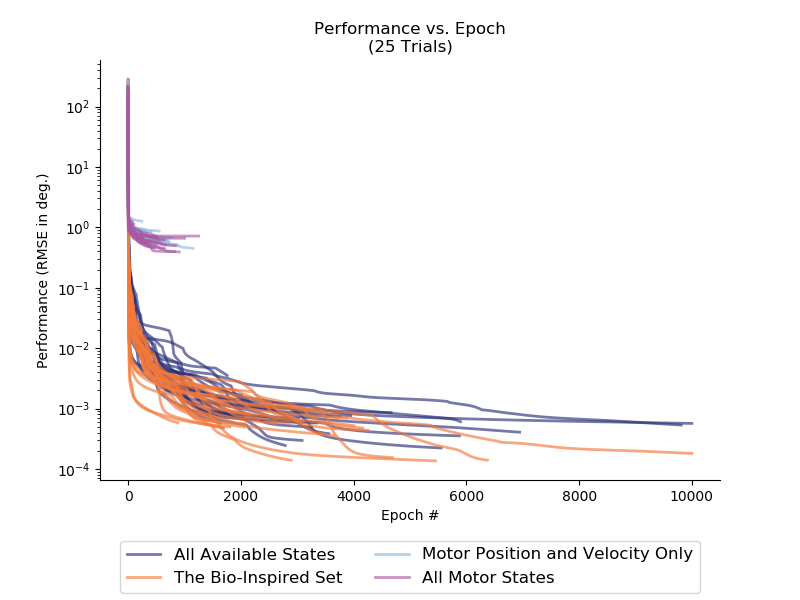 Performance vs. Epoch
(25 Trials)
Performance (RMSE in deg.)
10²
10¹
10⁰
10⁻¹
10⁻²
10⁻³
10⁻⁴
0 2000 4000 6000 8000 10000
Epoch #
All Available States
The Bio-Inspired Set
Motor Position and Velocity Only
All Motor States